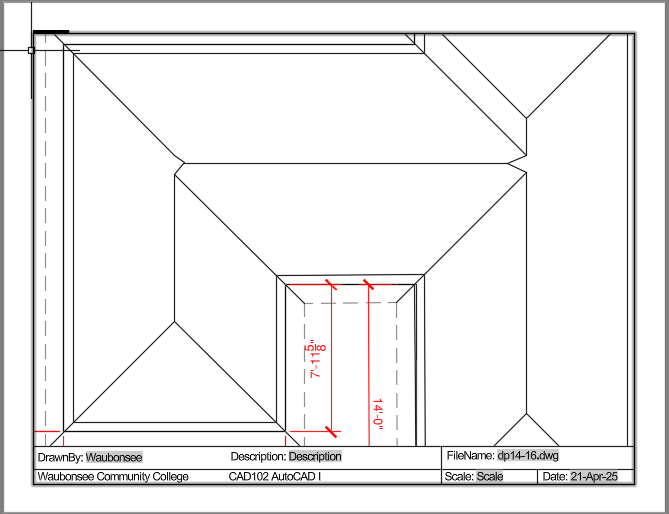 7'-11 5/8"
14'-0"
DrawnBy: Waubonsee Description: Description FileName: dp14-16.dwg
Waubonsee Community College CAD102 AutoCAD I Scale: Scale Date: 21-Apr-25